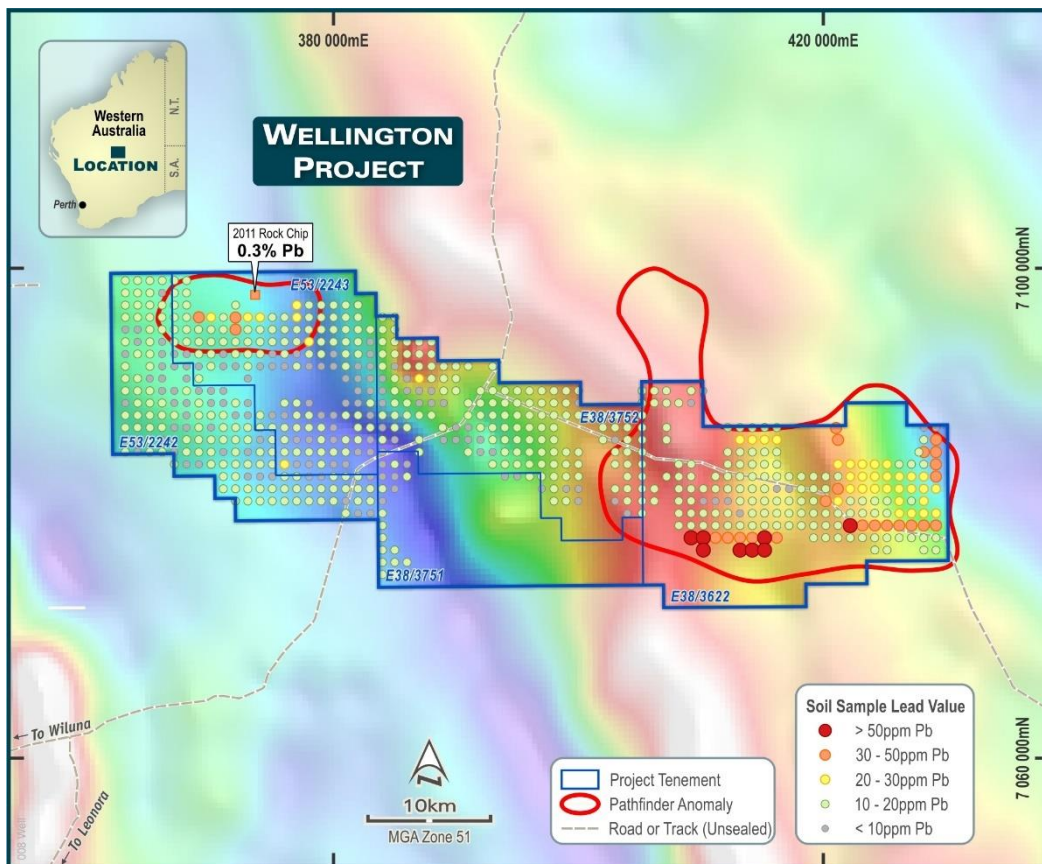 380 000mE
420 000mE
Western
Australia
LOCATION
N.T.
S.A.
Perth
WELLINGTON
PROJECT
2011 Rock Chip
0.3% Pb
E53/2243
7 100 000mN
E38/3752
E53/2242
E38/3751
E38/3622
To Wiluna
To Leonora
7 060 000mN
N
10km
MGA Zone 51
Project Tenement
Pathfinder Anomaly
Road or Track (Unsealed)
Soil Sample Lead Value
> 50ppm Pb
30 - 50ppm Pb
20 - 30ppm Pb
10 - 20ppm Pb
< 10ppm Pb